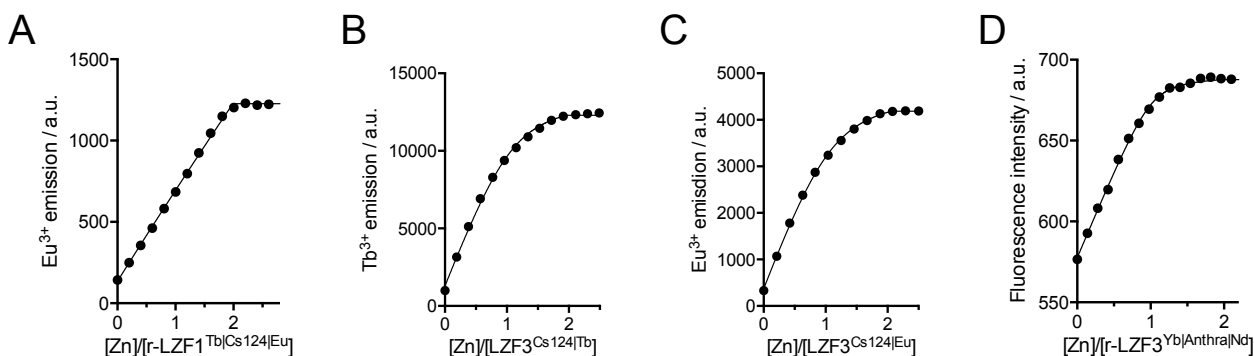 A
Eu3+ emission / a.u.
1500
1000
500
0
0 1 2
[Zn]/[r-LZF1Tb|Cs124|Eu]
B
Tb3+ emission / a.u.
15000
10000
5000
0
0 1 2
[Zn]/[LZF3Cs124|Tb]
C
Eu3+ emisdion / a.u.
5000
4000
3000
2000
1000
0
0 1 2
[Zn]/[LZF3Cs124|Eu]
D
Fluorescence intensity / a.u.
700
650
600
550
0 1 2
[Zn]/[r-LZF3Yb|Anthra|Nd]